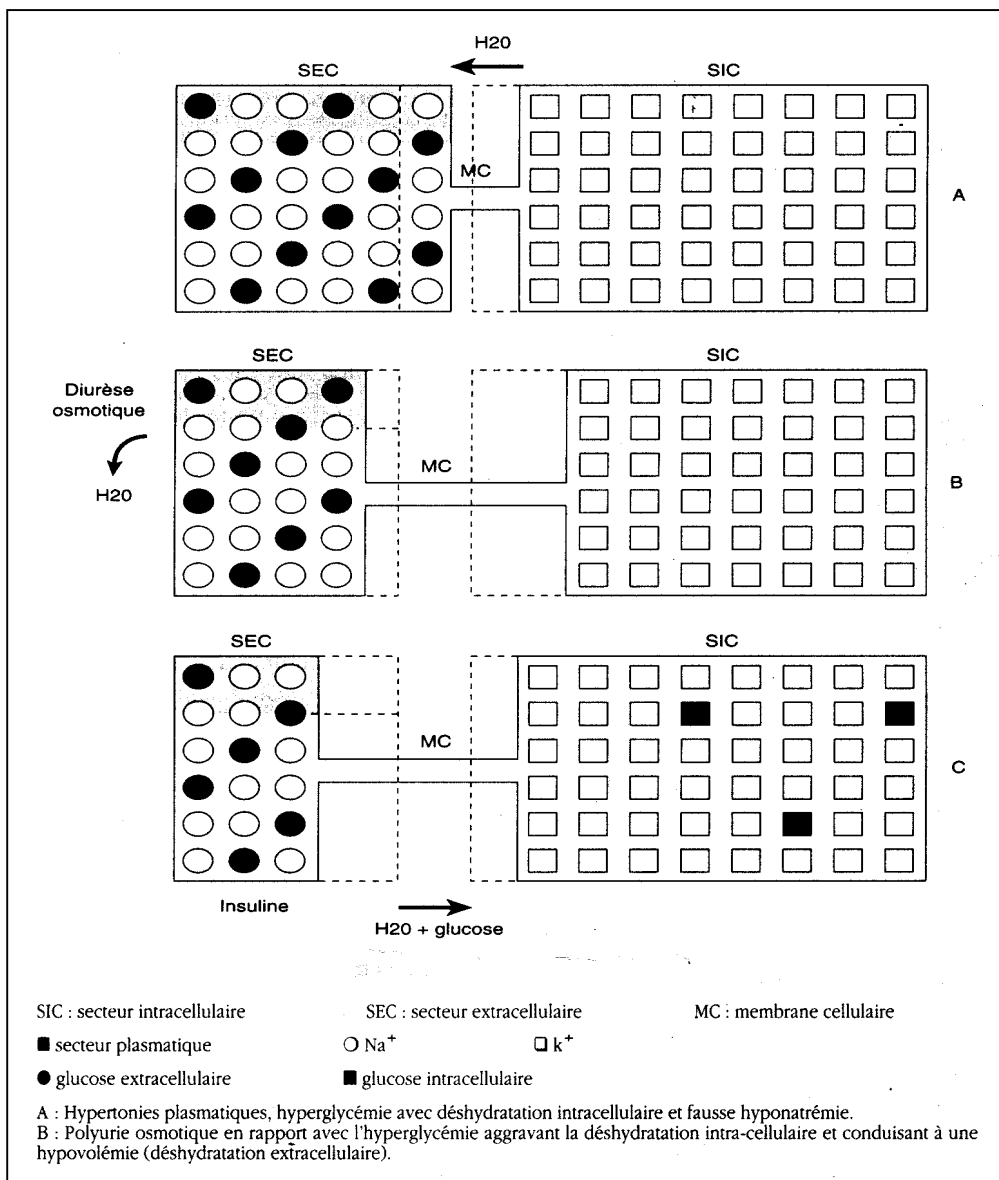 H20
SEC
SIC
MC
A
SEC
SIC
Diurèse
osmotique
MC
H20
B
SEC
SIC
MC
C
Insuline
H20 + glucose
SIC : secteur intracellulaire SEC : secteur extracellulaire MC : membrane cellulaire
■ secteur plasmatique ○ Na+ □ k+
● glucose extracellulaire ■ glucose intracellulaire
A : Hypertonies plasmatiques, hyperglycémie avec déshydratation intracellulaire et fausse hyponatrémie.
B : Polyurie osmotique en rapport avec l'hyperglycémie aggravant la déshydratation intra-cellulaire et conduisant à une
hypovolémie (déshydratation extracellulaire).